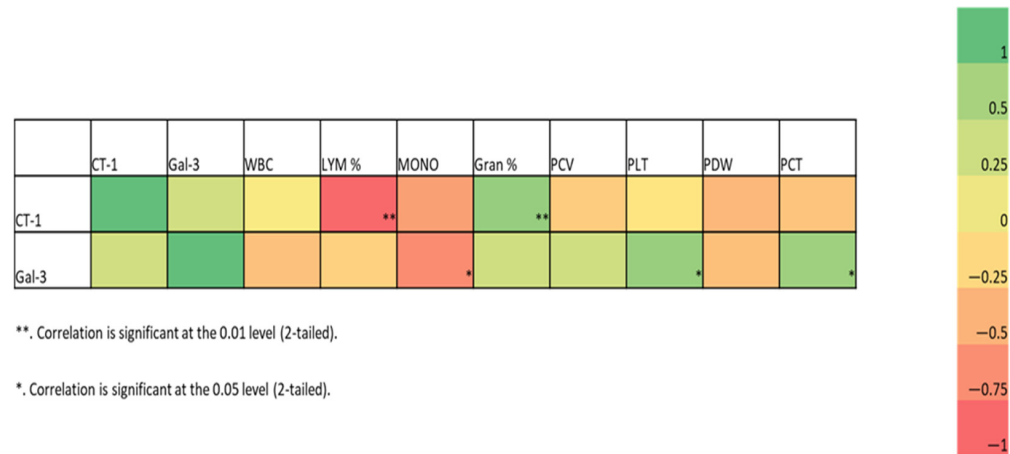 CT-1 Gal-3 WBC LYM % MONO Gran % PCV PLT PDW PCT
CT-1 ** **
Gal-3 * * *
**. Correlation is significant at the 0.01 level (2-tailed).
*. Correlation is significant at the 0.05 level (2-tailed).
1
0.5
0.25
0
−0.25
−0.5
−0.75
−1